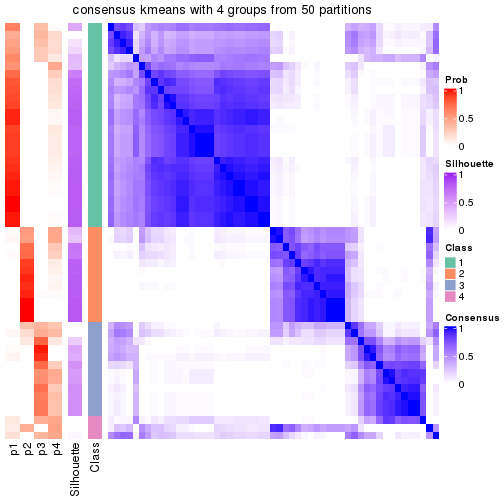 consensus kmeans with 4 groups from 50 partitions
Prob
1
0.5
0
Silhouette
1
0.5
0
Class
1
2
3
4
Consensus
1
0.5
0
p1
p2
p3
p4
Silhouette
Class